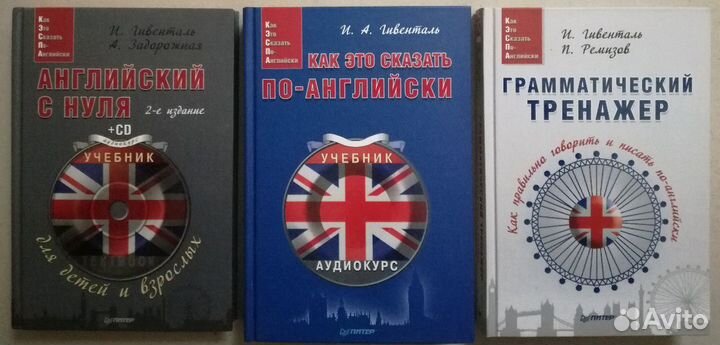 Как
Это
Сказать
По-
Английски
И. Гивенталь
А. Задорожная
АНГЛИЙСКИЙ
С НУЛЯ
2-е издание
+CD
аудиокурс
УЧЕБНИК
для детей и взрослых
ПИТЕР
Как
Это
Сказать
По-
Английски
И. А. Гивенталь
КАК ЭТО СКАЗАТЬ
ПО-АНГЛИЙСКИ
УЧЕБНИК
АУДИОКУРС
ПИТЕР
Как
Это
Сказать
По-
Английски
И. Гивенталь
П. Ремизов
ГРАММАТИЧЕСКИЙ
ТРЕНАЖЕР
Как правильно говорить и писать по-английски
ПИТЕР
Avito